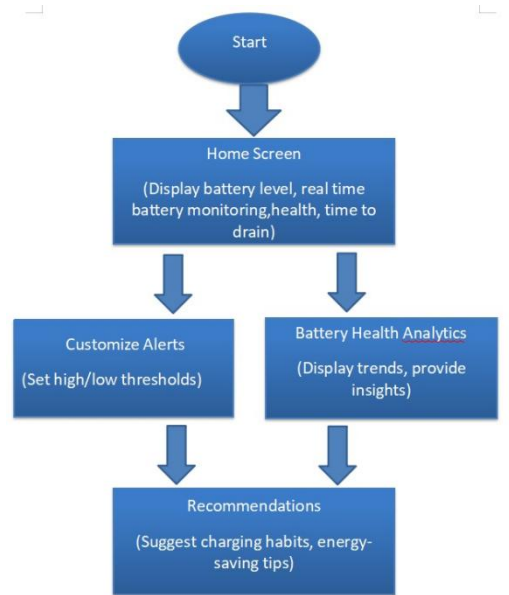 Start
Home Screen
(Display battery level, real time
battery monitoring,health, time to
drain)
Customize Alerts
(Set high/low thresholds)
Battery Health Analytics
(Display trends, provide
insights)
Recommendations
(Suggest charging habits, energy-
saving tips)